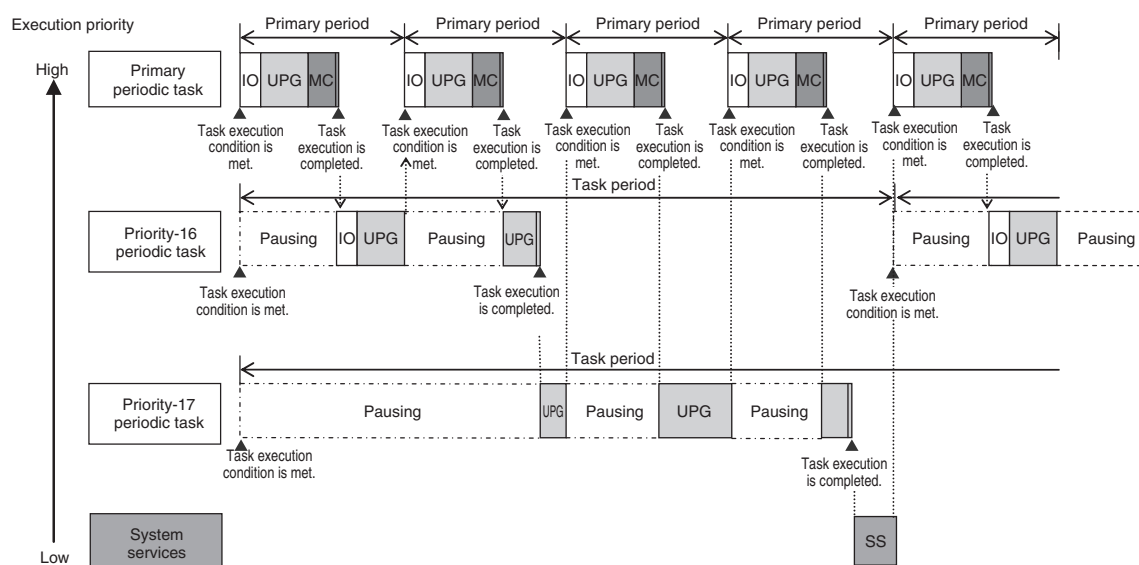 Execution priority
Primary period
Primary period
Primary period
Primary period
Primary period
High
Primary
periodic task
IO
UPG
MC
IO
UPG
MC
IO
UPG
MC
IO
UPG
MC
IO
UPG
MC
Task execution
condition is
met.
Task
execution is
completed.
Task execution
condition is
met.
Task
execution
is completed.
Task execution
condition is
met.
Task
execution is
completed.
Task execution
condition is
met.
Task
execution is
completed.
Task execution
condition is
met.
Task
execution is
completed.
Task period
Priority-16
periodic task
Pausing
IO
UPG
Pausing
UPG
Pausing
IO
UPG
Pausing
Task execution
condition is met.
Task execution
is completed.
Task execution
condition is met.
Task period
Priority-17
periodic task
Pausing
UPG
Pausing
UPG
Pausing
Task execution
condition is met.
Task execution
is completed.
System
services
SS
Low